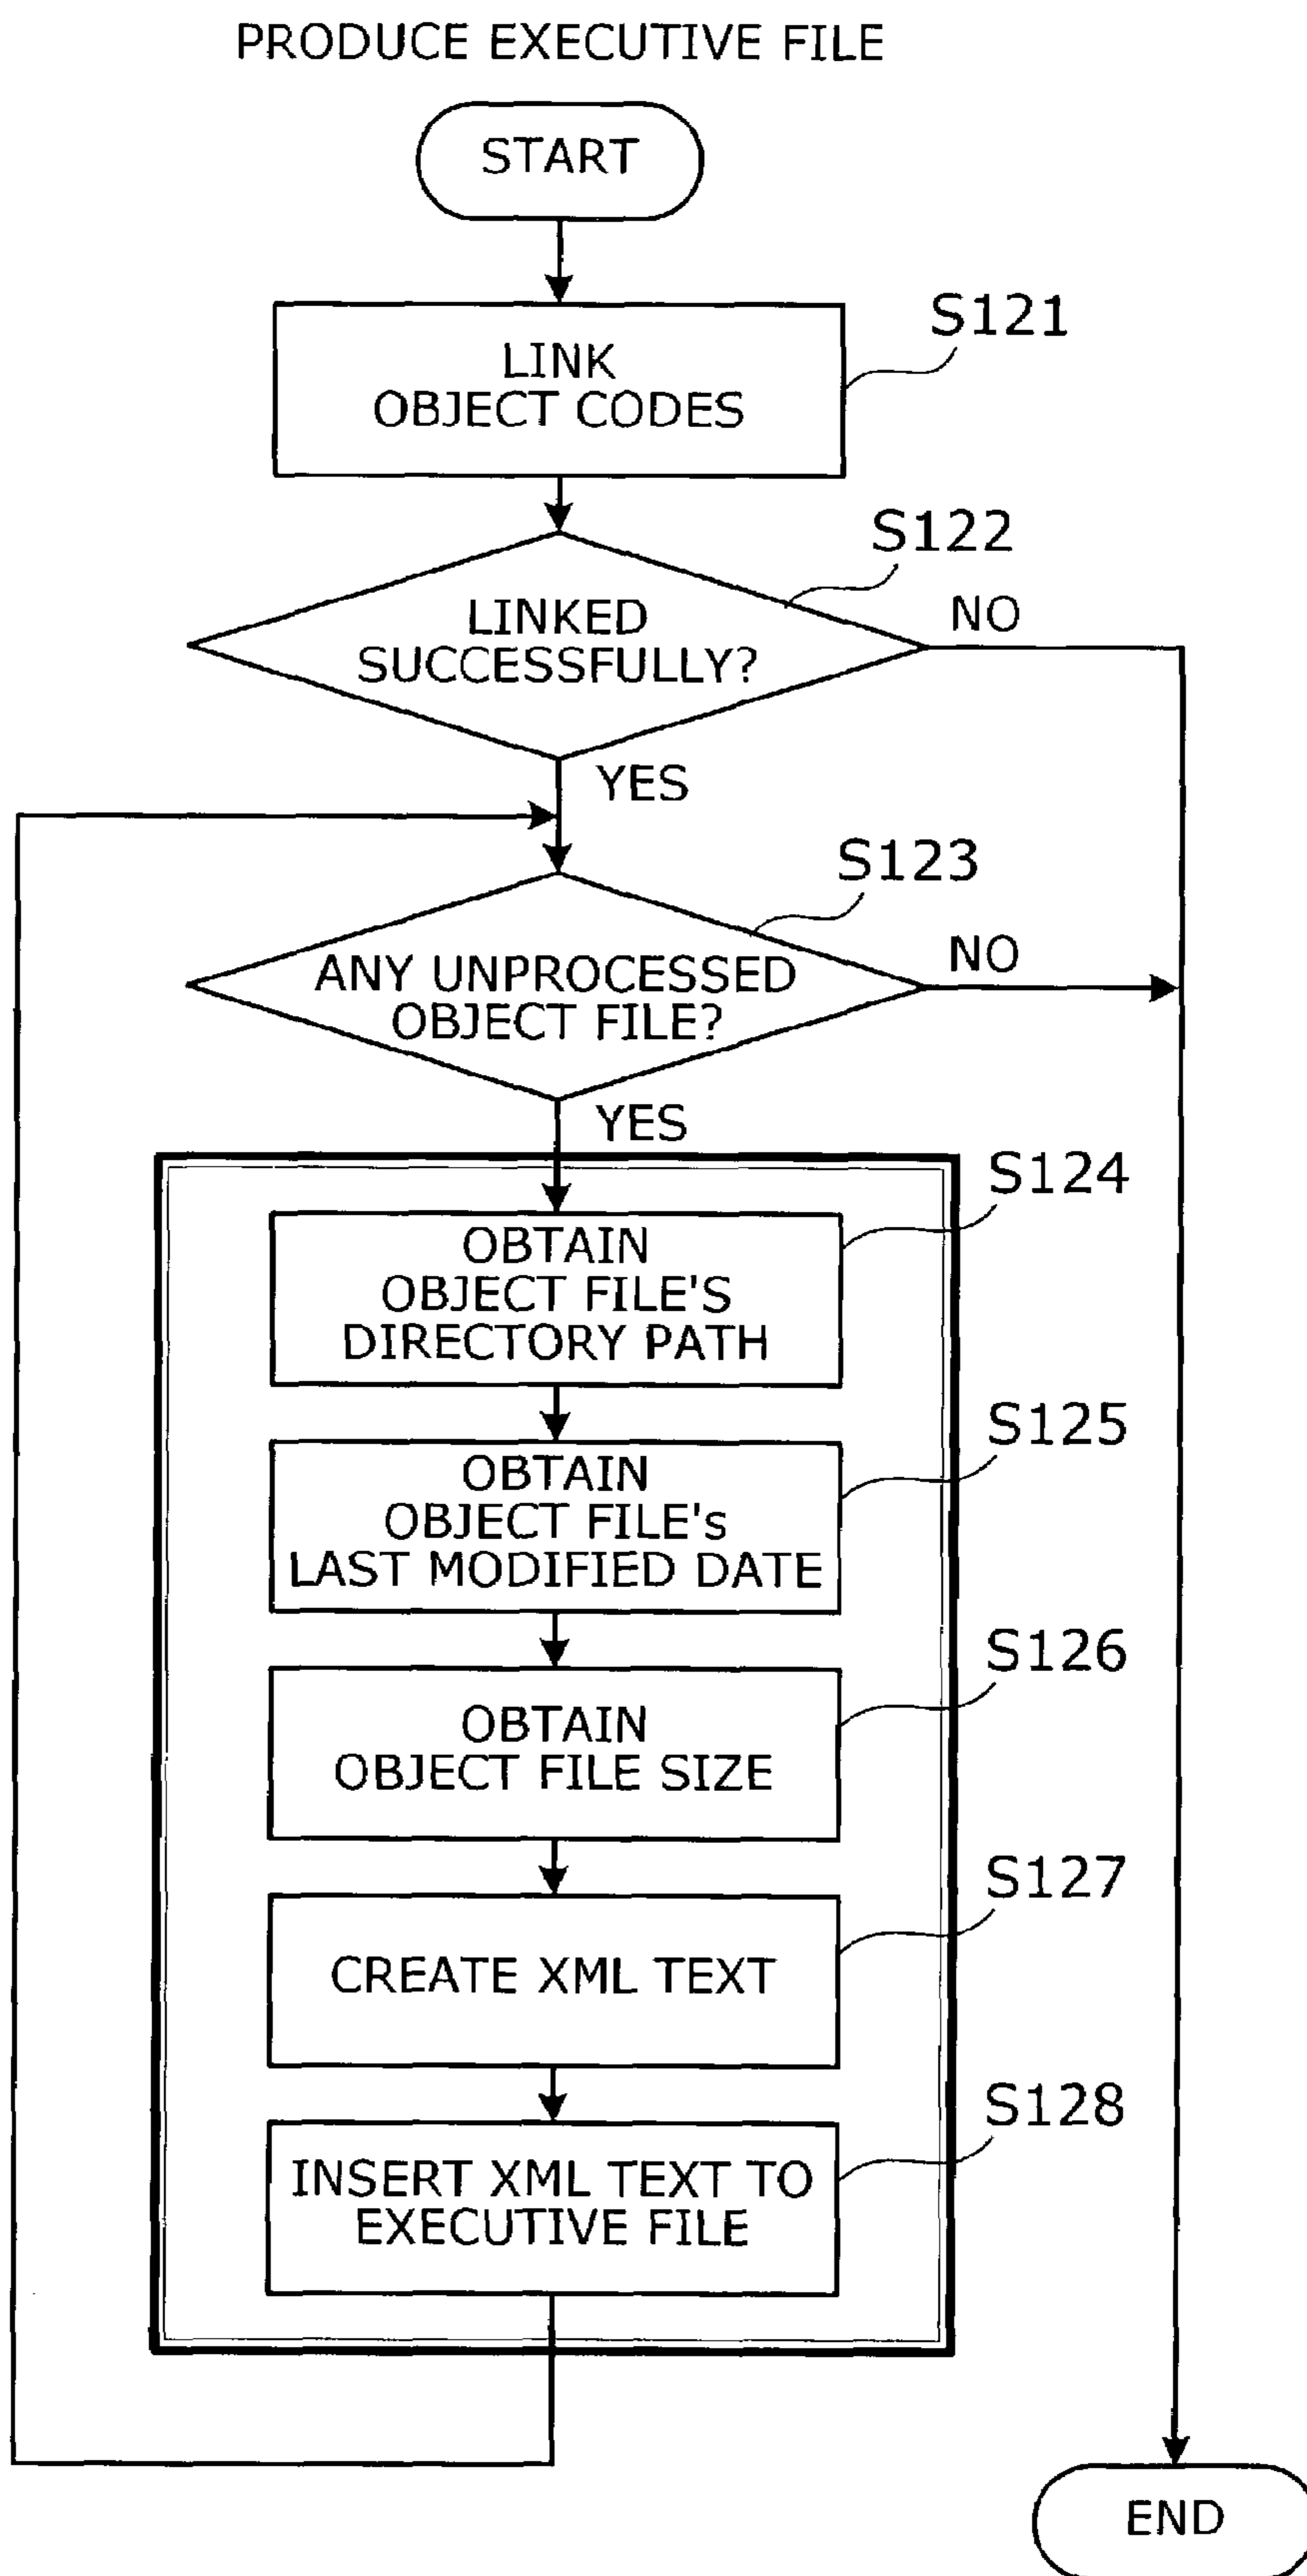 PRODUCE EXECUTIVE FILE
START
S121
LINK
OBJECT CODES
S122
LINKED
SUCCESSFULLY?
NO
YES
S123
ANY UNPROCESSED
OBJECT FILE?
NO
YES
S124
OBTAIN
OBJECT FILE'S
DIRECTORY PATH
S125
OBTAIN
OBJECT FILE's
LAST MODIFIED DATE
S126
OBTAIN
OBJECT FILE SIZE
S127
CREATE XML TEXT
S128
INSERT XML TEXT TO
EXECUTIVE FILE
END